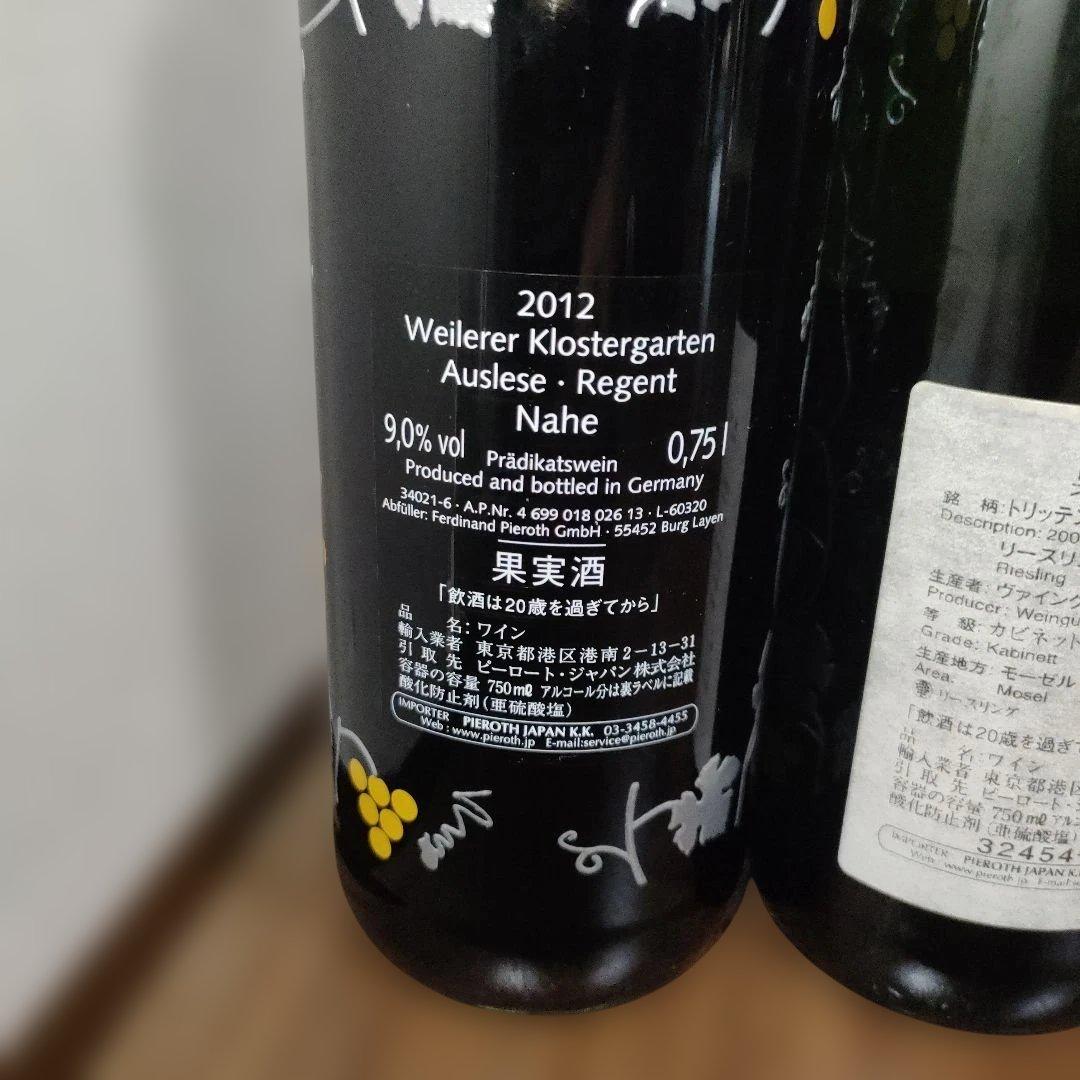 2012
Weilerer Klostergarten
Auslese · Regent
Nahe
9,0% vol Prädikatswein 0,75 l
Produced and bottled in Germany
34021-6 · A.P.Nr. 4 699 018 026 13 · L-60320
Abfüller: Ferdinand Pieroth GmbH · 55452 Burg Layen
果実酒
「飲酒は20歳を過ぎてから」
品 名: ワイン
輸入業者 東京都港区港南2-13-31
引取先 ピーロート・ジャパン株式会社
容器の容量 750mℓ アルコール分は裏ラベルに記載
酸化防止剤(亜硫酸塩)
IMPORTER PIEROTH JAPAN K.K. 03-3458-4455
Web : www.pieroth.jp E-mail:service@pieroth.jp
銘 柄:トリッテン
Description: 200
リースリ
Riesling
生産者: ヴァイング
Producer: Weingu
等 級: カビネット
Grade: Kabinett
生産地方: モーゼル
Area: Mosel
リースリング
「飲酒は20歳を過ぎて
品 名: ワイン
輸入業者 東京都港区
引取先 ピーロート
容器の容量 750mℓ アルコ
酸化防止剤(亜硫酸塩)
IMPORTER PIEROTH JAPAN K.
32454
Web : www.pieroth.jp E-mail